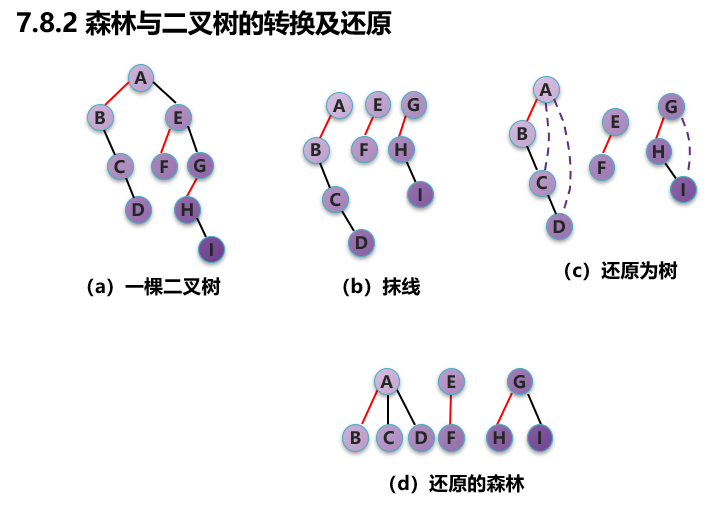 7.8.2 森林与二叉树的转换及还原
A
B E
C F G
D H
I
(a) 一棵二叉树
A E G
B F H
C I
D
(b) 抹线
A
B
C
D
E
F
G
H
I
(c) 还原为树
A E G
B C D F H I
(d) 还原的森林